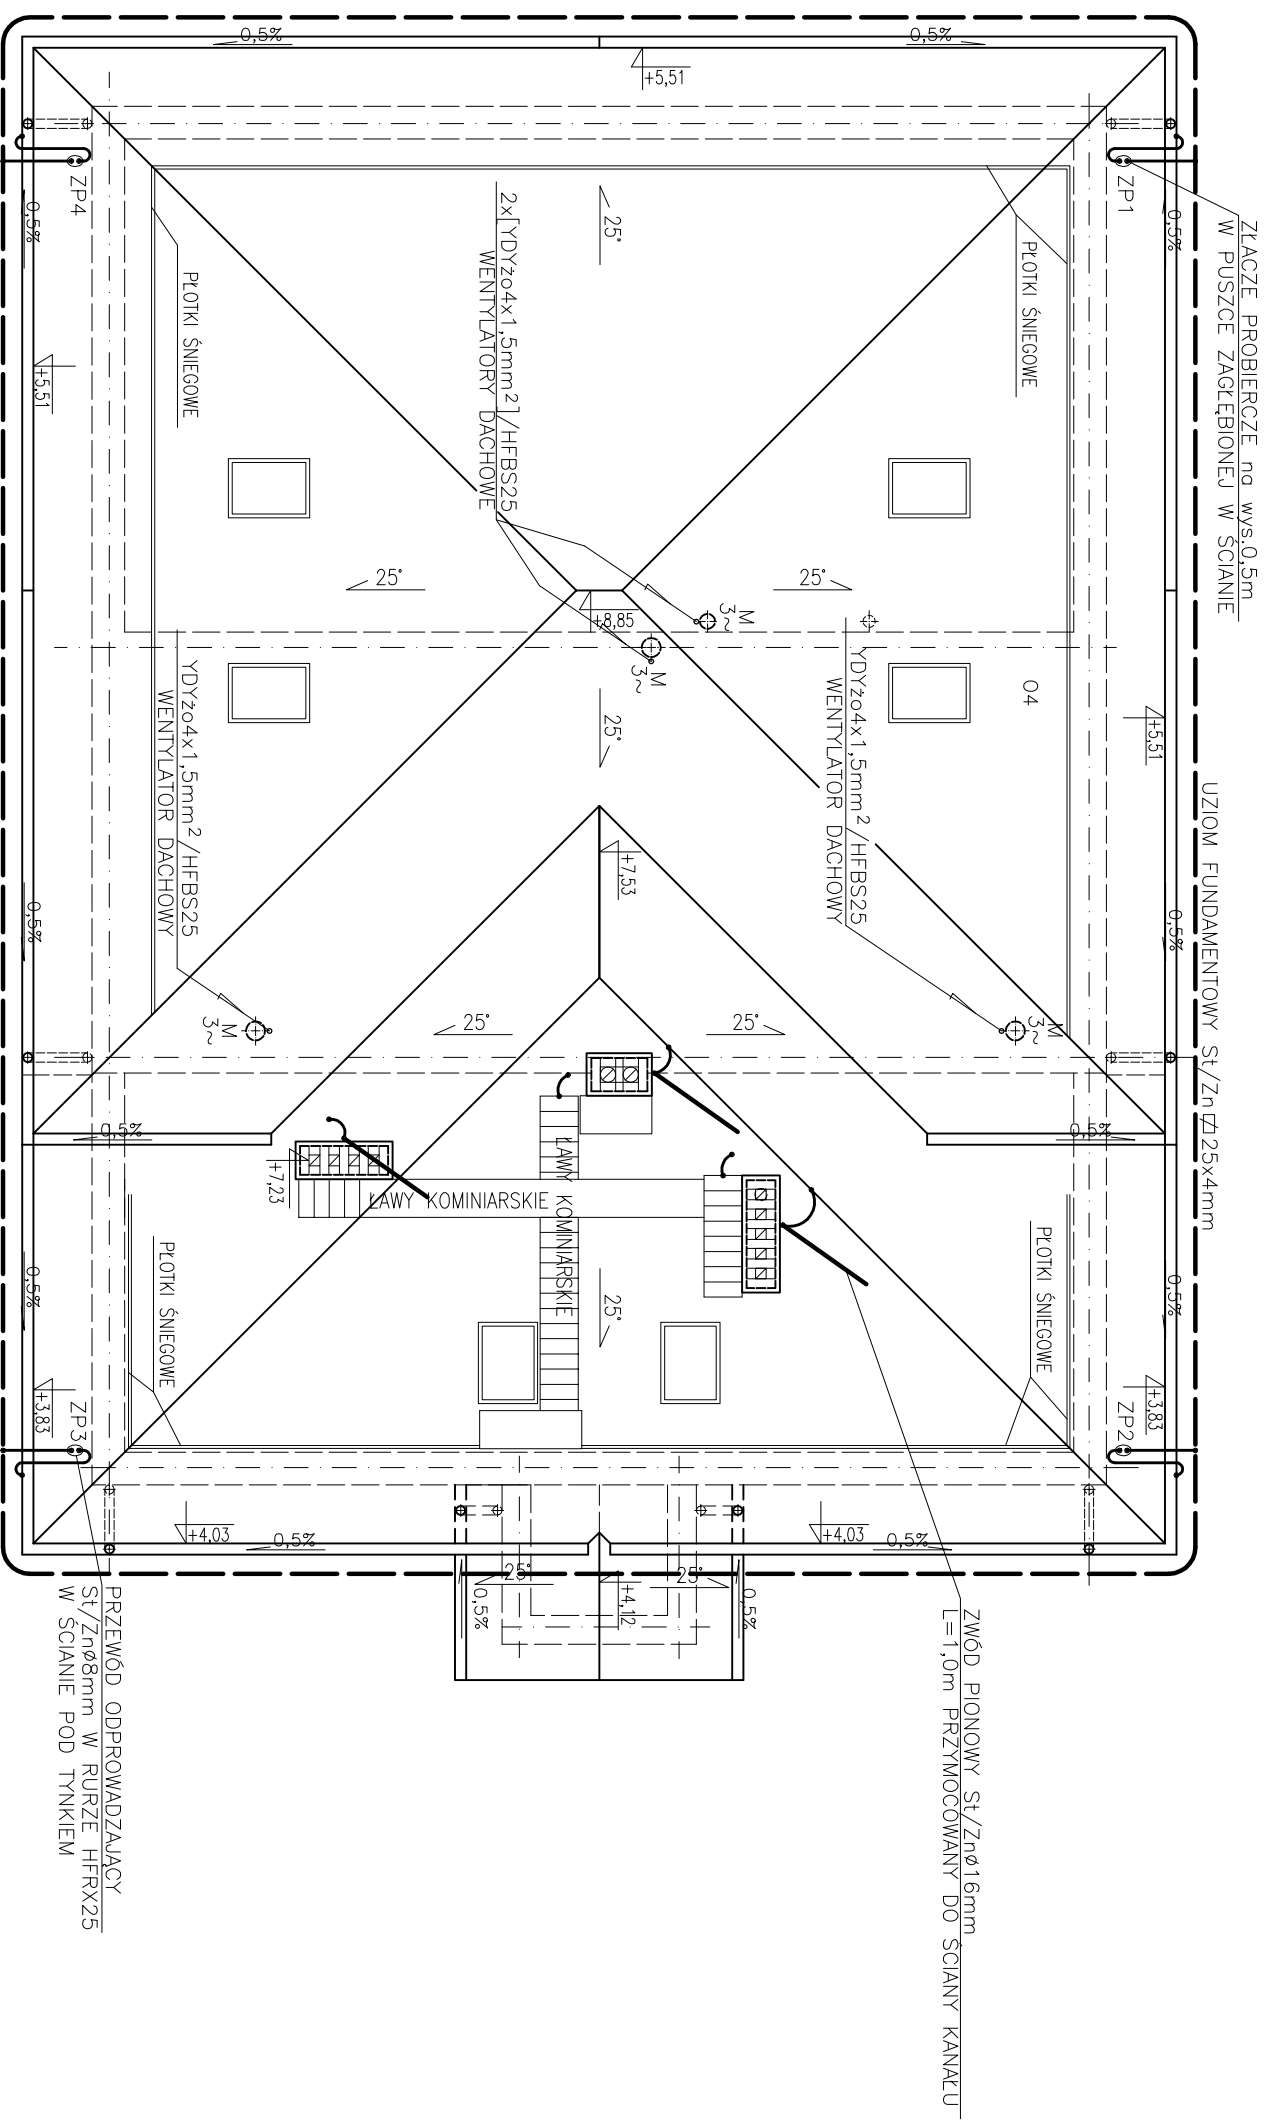 ZŁACZE PROBIERCZE na wys.0,5m
W PUSZCE ZAGŁĘBIONEJ W ŚCIANIE
UZIOM FUNDAMENTOWY St/Zn 25x4mm
0,5%
0,5%
+5,51
ZP4
ZP1
0,5%
0,5%
25°
2x[YDYżo4x1,5mm²]/HFBS25
WENTYLATORY DACHOWE
PŁOTKI ŚNIEGOWE
PŁOTKI ŚNIEGOWE
+5,51
25°
25°
+8,85
M
3~
M
3~
25°
O4
+5,51
YDYżo4x1,5mm²/HFBS25
WENTYLATOR DACHOWY
YDYżo4x1,5mm²/HFBS25
WENTYLATOR DACHOWY
+7,53
0,5%
0,5%
M
3~
M
3~
25°
25°
0,5%
0,5%
+7,23
ŁAWY KOMINIARSKIE
ŁAWY KOMINIARSKIE
25°
PŁOTKI ŚNIEGOWE
PŁOTKI ŚNIEGOWE
0,5%
0,5%
+3,83
+3,83
ZP3
ZP2
+4,03
+4,03
0,5%
0,5%
25°
25°
+4,12
0,5%
0,5%
PRZEWÓD ODPROWADZAJĄCY
St/Znø8mm W RURZE HFRX25
W ŚCIANIE POD TYNKIEM
ZWÓD PIONOWY St/Znø16mm
L=1,0m PRZYMOCOWANY DO ŚCIANY KANAŁU